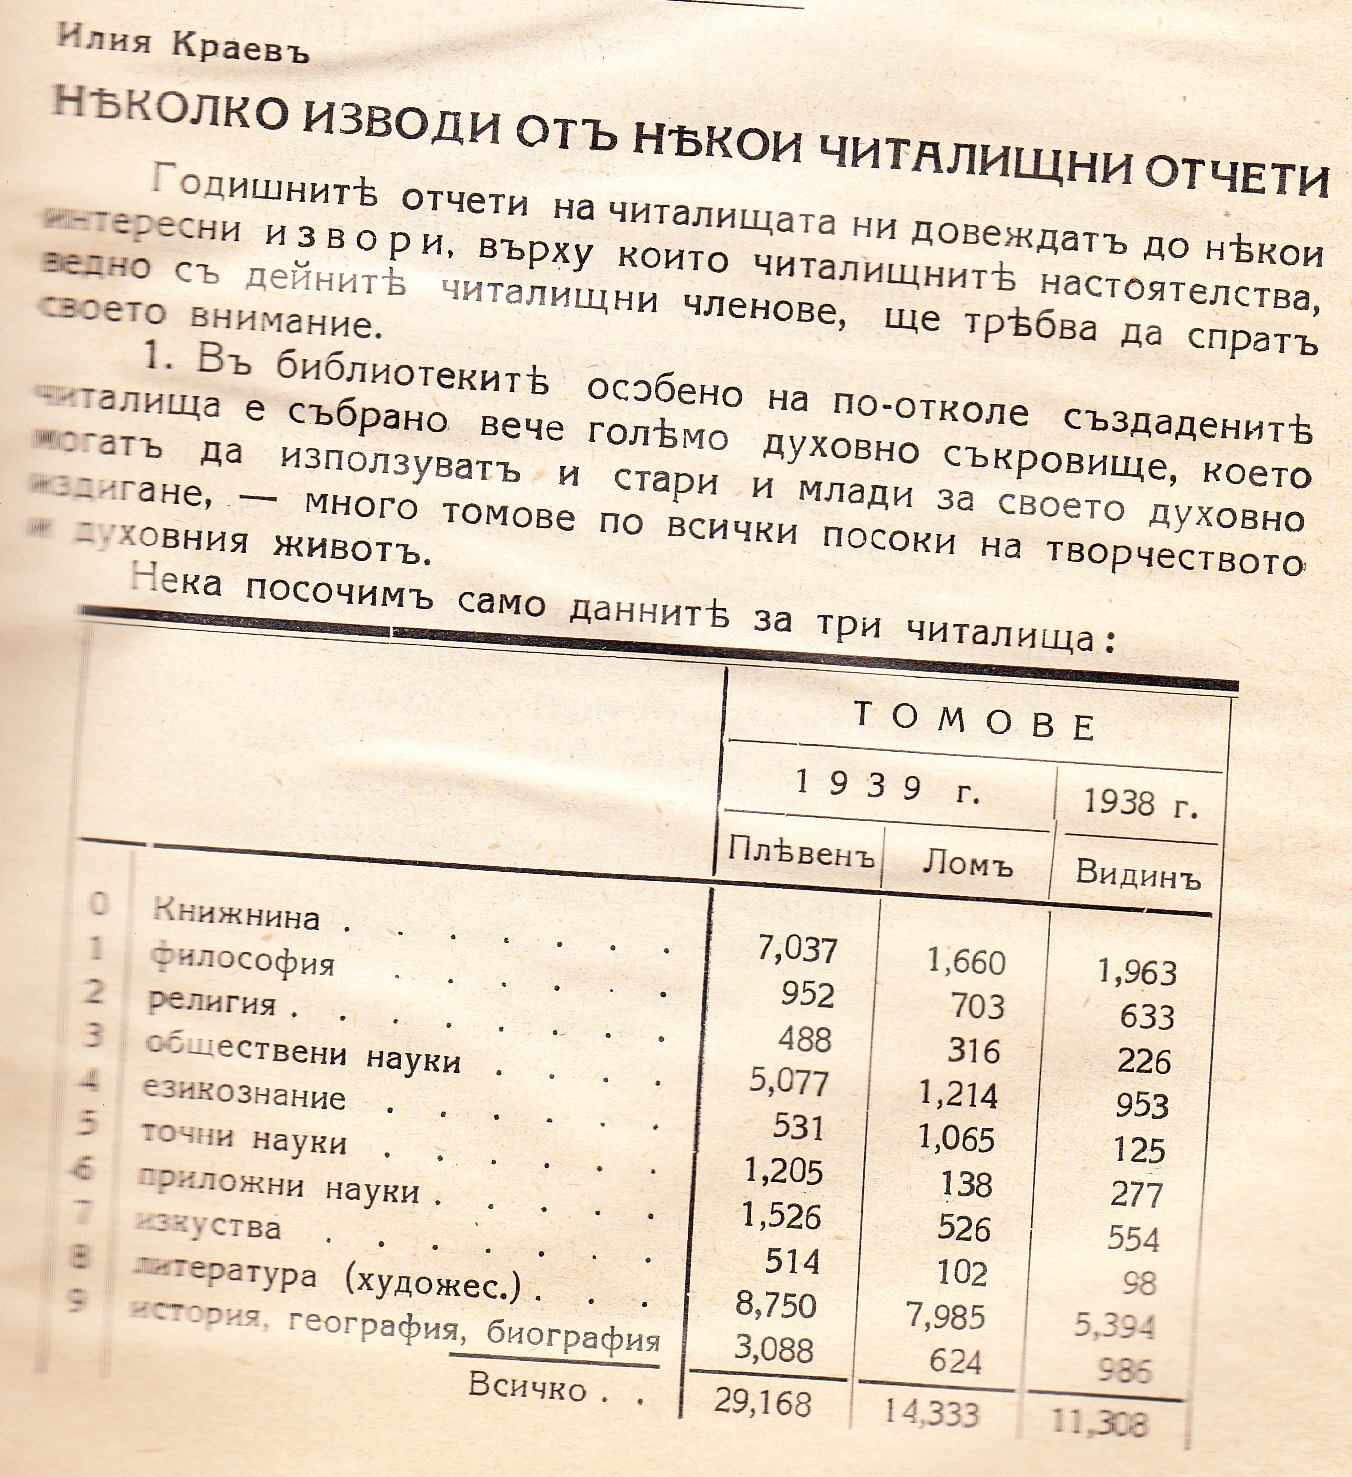 Илия Краевъ
НѢКОЛКО ИЗВОДИ ОТЪ НѢКОИ ЧИТАЛИЩНИ ОТЧЕТИ
Годишнитѣ отчети на читалищата ни довеждатъ до нѣкои
интересни извори, върху които читалищнитѣ настоятелства,
ведно съ дейнитѣ читалищни членове, ще трѣбва да спратъ
своето внимание.
1. Въ библиотекитѣ особено на по-отколе създаденитѣ
читалища е събрано вече голѣмо духовно съкровище, което
могатъ да използуватъ и стари и млади за своето духовно
издигане, — много томове по всички посоки на творчеството
и духовния животъ.
Нека посочимъ само даннитѣ за три читалища:
ТОМОВЕ
1939 г. 1938 г.
Плѣвенъ Ломъ Видинъ
0 Книжнина . . . . . . . 7,037 1,660 1,963
1 философия . . . . . . 952 703 633
2 религия . . . . . . . . 488 316 226
3 обществени науки . . . . 5,077 1,214 953
4 езикознание . . . . . . 531 1,065 125
5 точни науки . . . . . . 1,205 138 277
6 приложни науки . . . . . 1,526 526 554
7 изкуства . . . . . . . 514 102 98
8 литература (художес.) . . . 8,750 7,985 5,394
9 история, география, биография 3,088 624 986
Всичко . . 29,168 14,333 11,308